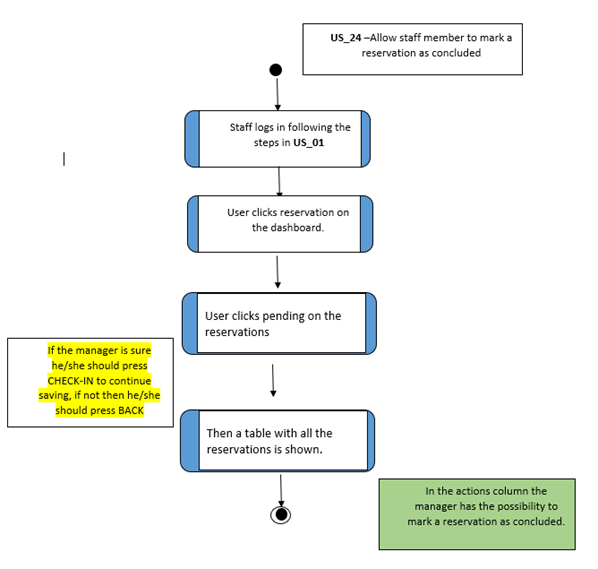 US_24 –Allow staff member to mark a
reservation as concluded
Staff logs in following the
steps in US_01
User clicks reservation on
the dashboard.
User clicks pending on the
reservations
If the manager is sure
he/she should press
CHECK-IN to continue
saving, if not then he/she
should press BACK
Then a table with all the
reservations is shown.
In the actions column the
manager has the possibility to
mark a reservation as concluded.